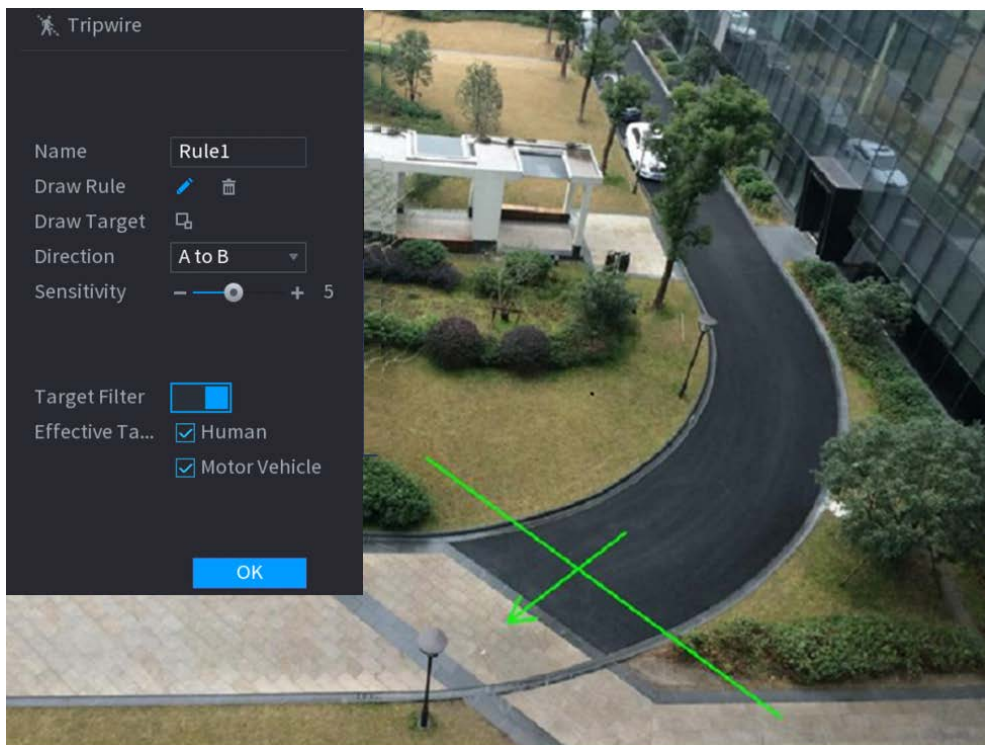 Tripwire
Name Rule1
Draw Rule
Draw Target
Direction A to B
Sensitivity - + 5
Target Filter
Effective Ta... Human
Motor Vehicle
OK